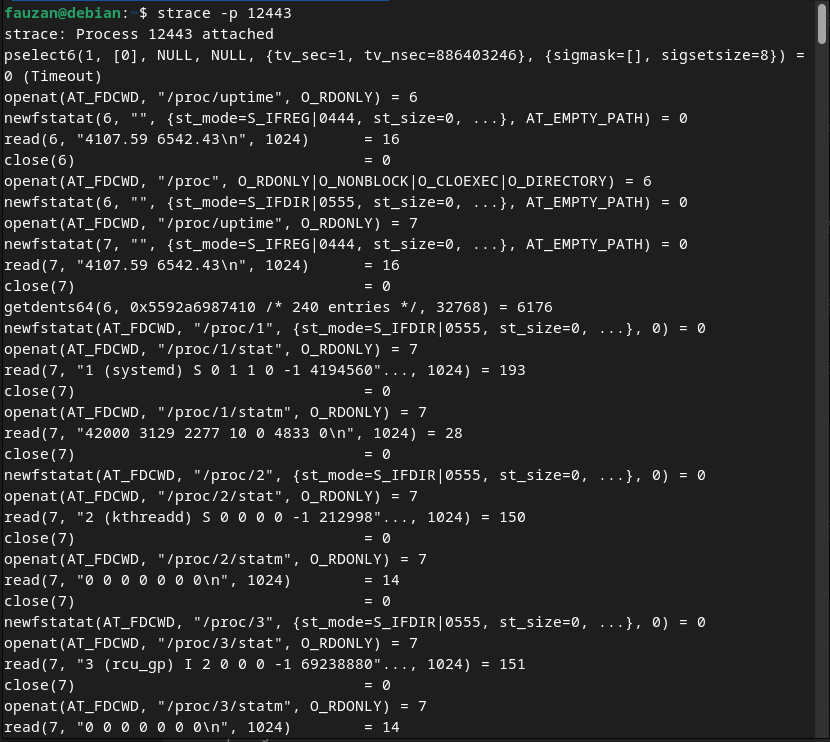 fauzan@debian:~$ strace -p 12443
strace: Process 12443 attached
pselect6(1, [0], NULL, NULL, {tv_sec=1, tv_nsec=886403246}, {sigmask=[], sigsetsize=8}) =
0 (Timeout)
openat(AT_FDCWD, "/proc/uptime", O_RDONLY) = 6
newfstatat(6, "", {st_mode=S_IFREG|0444, st_size=0, ...}, AT_EMPTY_PATH) = 0
read(6, "4107.59 6542.43\n", 1024)      = 16
close(6)                                = 0
openat(AT_FDCWD, "/proc", O_RDONLY|O_NONBLOCK|O_CLOEXEC|O_DIRECTORY) = 6
newfstatat(6, "", {st_mode=S_IFDIR|0555, st_size=0, ...}, AT_EMPTY_PATH) = 0
openat(AT_FDCWD, "/proc/uptime", O_RDONLY) = 7
newfstatat(7, "", {st_mode=S_IFREG|0444, st_size=0, ...}, AT_EMPTY_PATH) = 0
read(7, "4107.59 6542.43\n", 1024)      = 16
close(7)                                = 0
getdents64(6, 0x5592a6987410 /* 240 entries */, 32768) = 6176
newfstatat(AT_FDCWD, "/proc/1", {st_mode=S_IFDIR|0555, st_size=0, ...}, 0) = 0
openat(AT_FDCWD, "/proc/1/stat", O_RDONLY) = 7
read(7, "1 (systemd) S 0 1 1 0 -1 4194560"..., 1024) = 193
close(7)                                = 0
openat(AT_FDCWD, "/proc/1/statm", O_RDONLY) = 7
read(7, "42000 3129 2277 10 0 4833 0\n", 1024) = 28
close(7)                                = 0
newfstatat(AT_FDCWD, "/proc/2", {st_mode=S_IFDIR|0555, st_size=0, ...}, 0) = 0
openat(AT_FDCWD, "/proc/2/stat", O_RDONLY) = 7
read(7, "2 (kthreadd) S 0 0 0 0 -1 212998"..., 1024) = 150
close(7)                                = 0
openat(AT_FDCWD, "/proc/2/statm", O_RDONLY) = 7
read(7, "0 0 0 0 0 0 0\n", 1024)        = 14
close(7)                                = 0
newfstatat(AT_FDCWD, "/proc/3", {st_mode=S_IFDIR|0555, st_size=0, ...}, 0) = 0
openat(AT_FDCWD, "/proc/3/stat", O_RDONLY) = 7
read(7, "3 (rcu_gp) I 2 0 0 0 -1 69238880"..., 1024) = 151
close(7)                                = 0
openat(AT_FDCWD, "/proc/3/statm", O_RDONLY) = 7
read(7, "0 0 0 0 0 0 0\n", 1024)        = 14